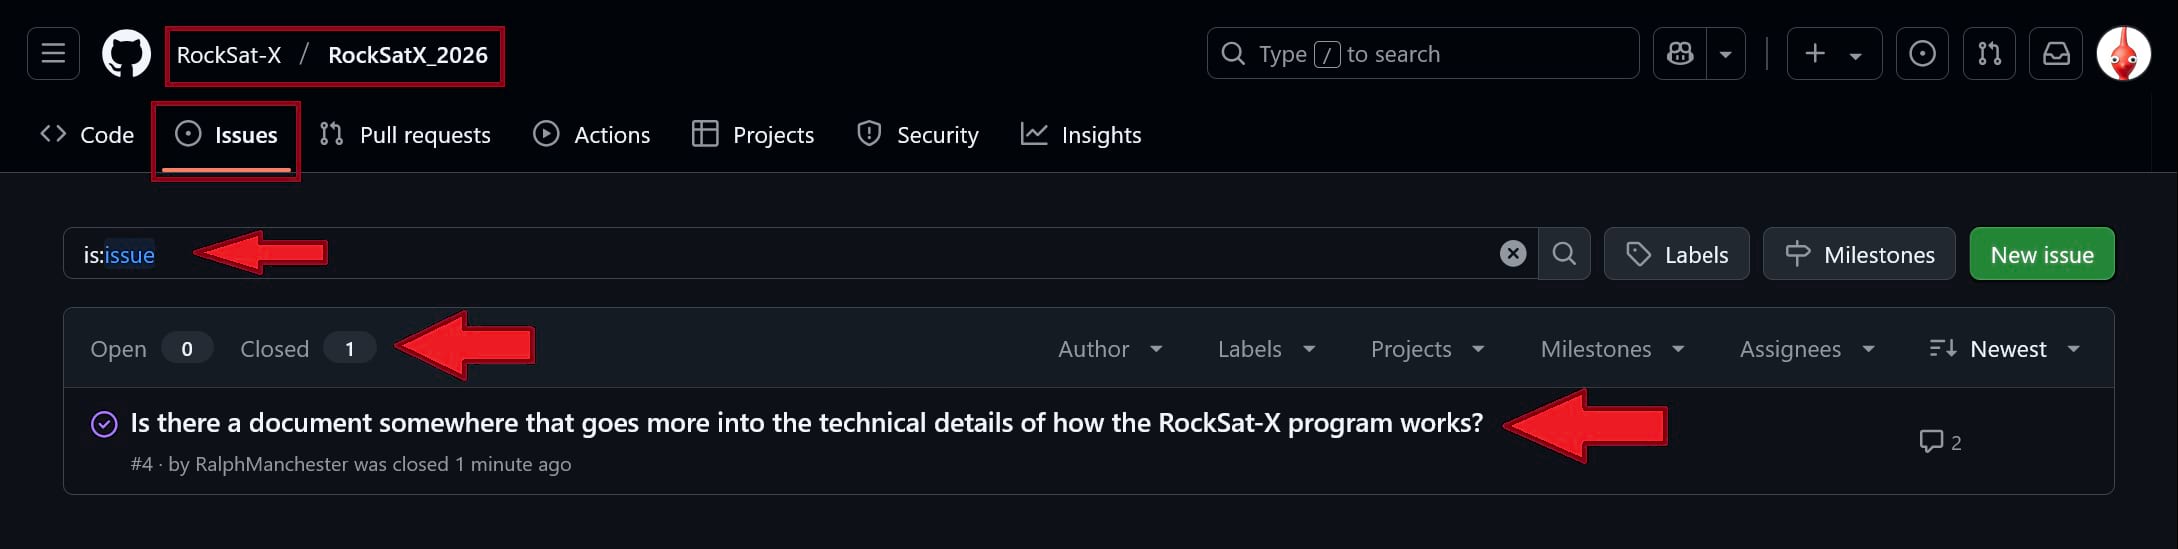 RockSat-X / RockSatX_2026
Type / to search
Code
Issues
Pull requests
Actions
Projects
Security
Insights
is:issue
Labels
Milestones
New issue
Open 0 Closed 1
Author
Labels
Projects
Milestones
Assignees
Newest
Is there a document somewhere that goes more into the technical details of how the RockSat-X program works?
2
#4 · by RalphManchester was closed 1 minute ago